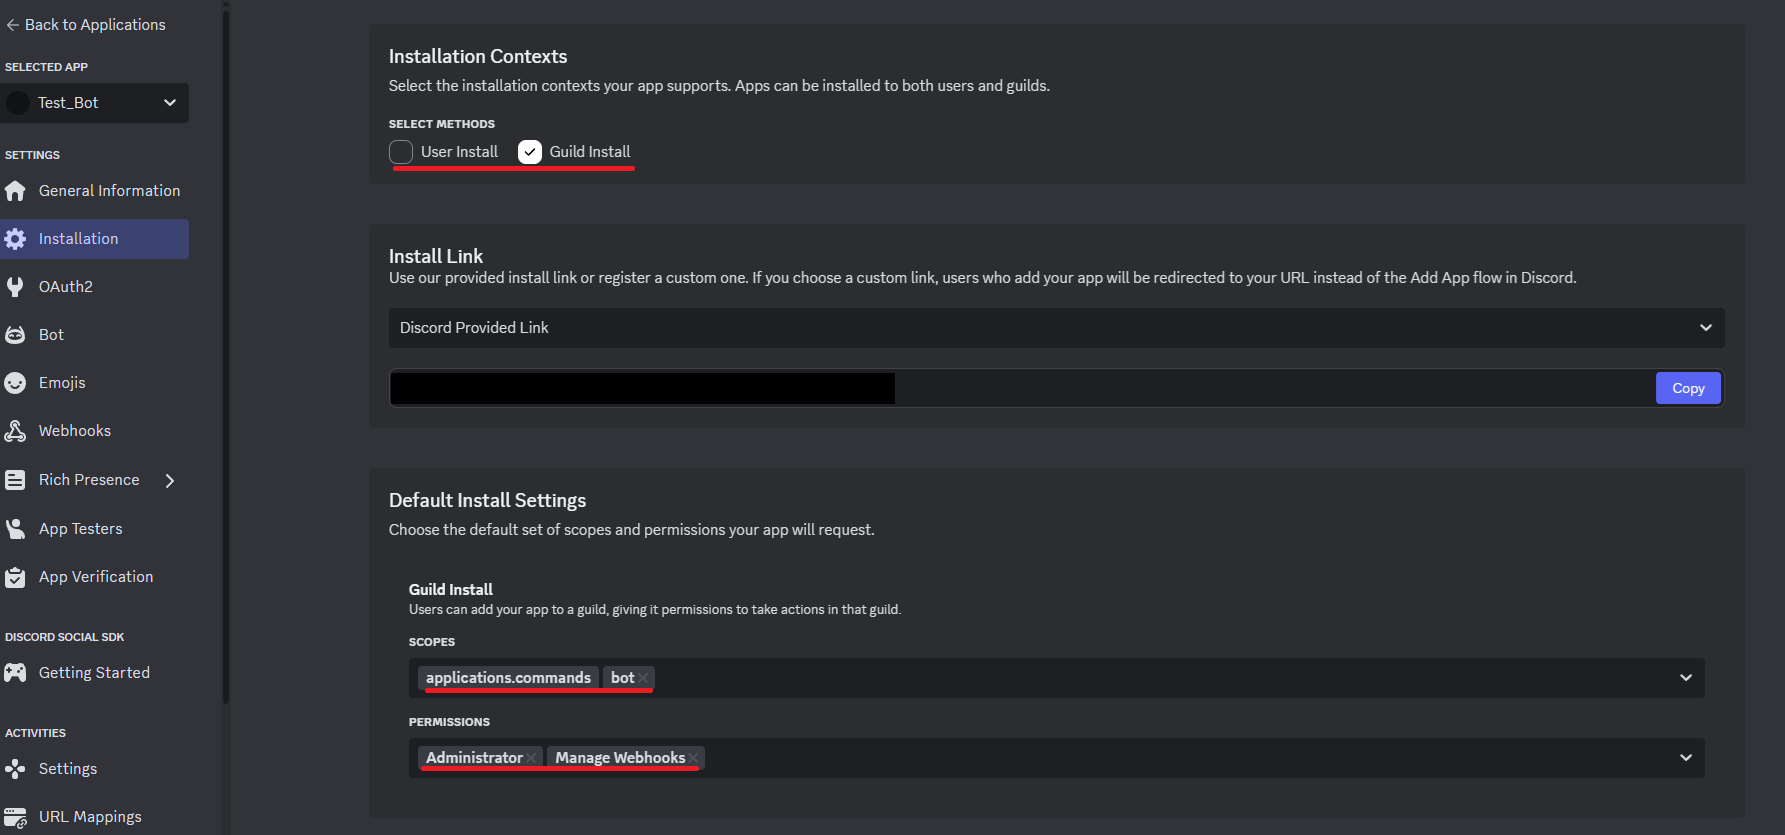 Back to Applications
SELECTED APP
Test_Bot
SETTINGS
General Information
Installation
OAuth2
Bot
Emojis
Webhooks
Rich Presence
App Testers
App Verification
DISCORD SOCIAL SDK
Getting Started
ACTIVITIES
Settings
URL Mappings
Installation Contexts
Select the installation contexts your app supports. Apps can be installed to both users and guilds.
SELECT METHODS
User Install Guild Install
Install Link
Use our provided install link or register a custom one. If you choose a custom link, users who add your app will be redirected to your URL instead of the Add App flow in Discord.
Discord Provided Link
Copy
Default Install Settings
Choose the default set of scopes and permissions your app will request.
Guild Install
Users can add your app to a guild, giving it permissions to take actions in that guild.
SCOPES
applications.commands bot
PERMISSIONS
Administrator Manage Webhooks